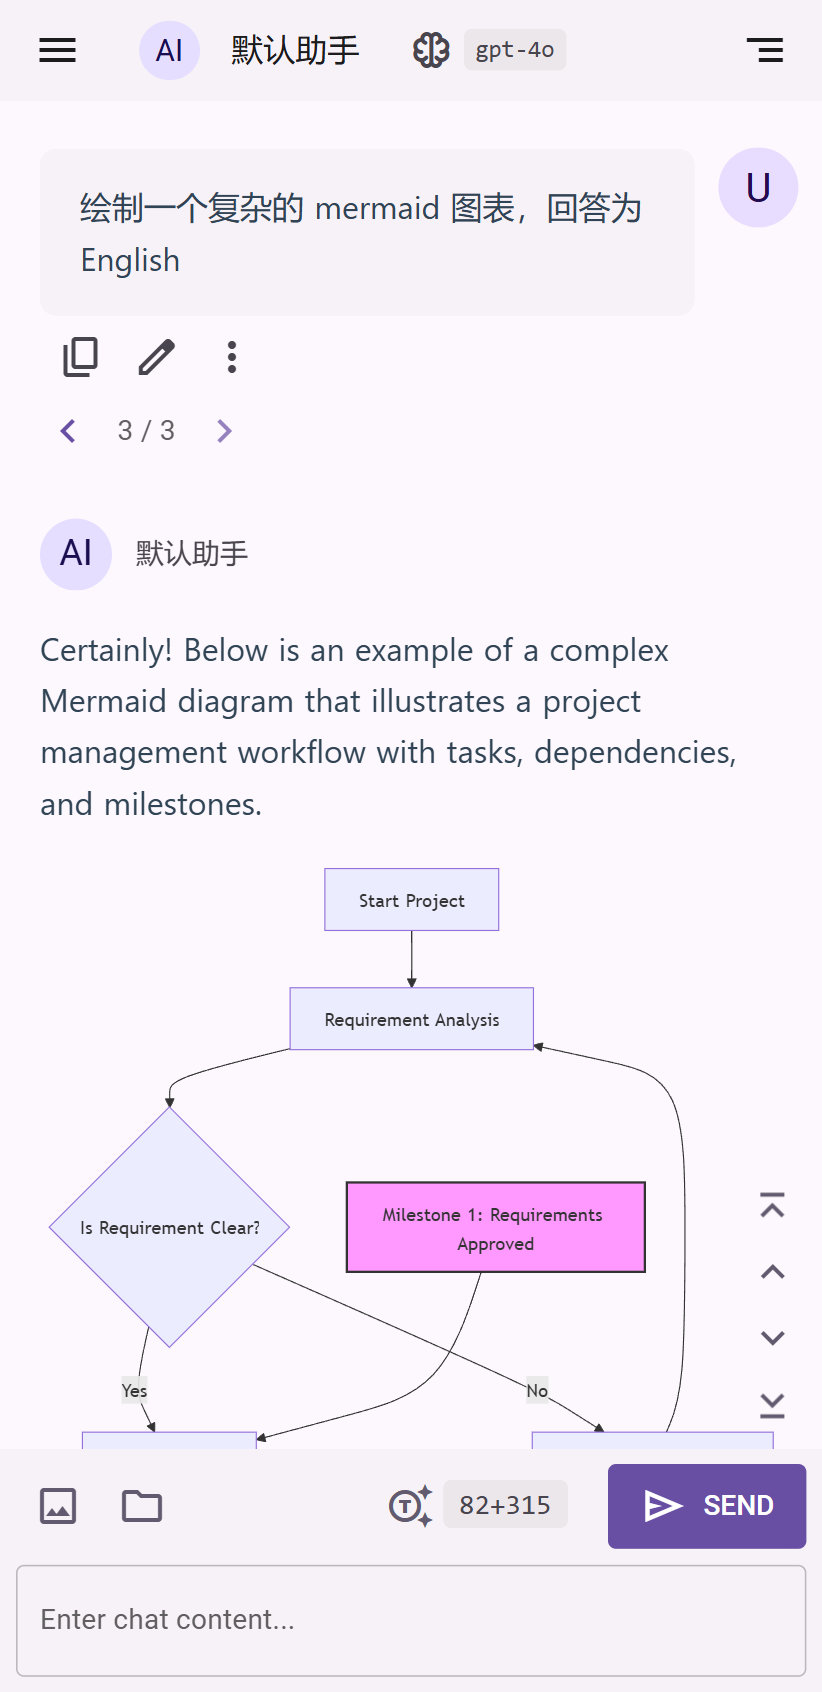 AI 默认助手 gpt-4o
绘制一个复杂的 mermaid 图表，回答为
English
U
3 / 3
AI 默认助手
Certainly! Below is an example of a complex
Mermaid diagram that illustrates a project
management workflow with tasks, dependencies,
and milestones.
Start Project
Requirement Analysis
Milestone 1: Requirements
Approved
Is Requirement Clear?
Yes
No
T
82+315
SEND
Enter chat content...